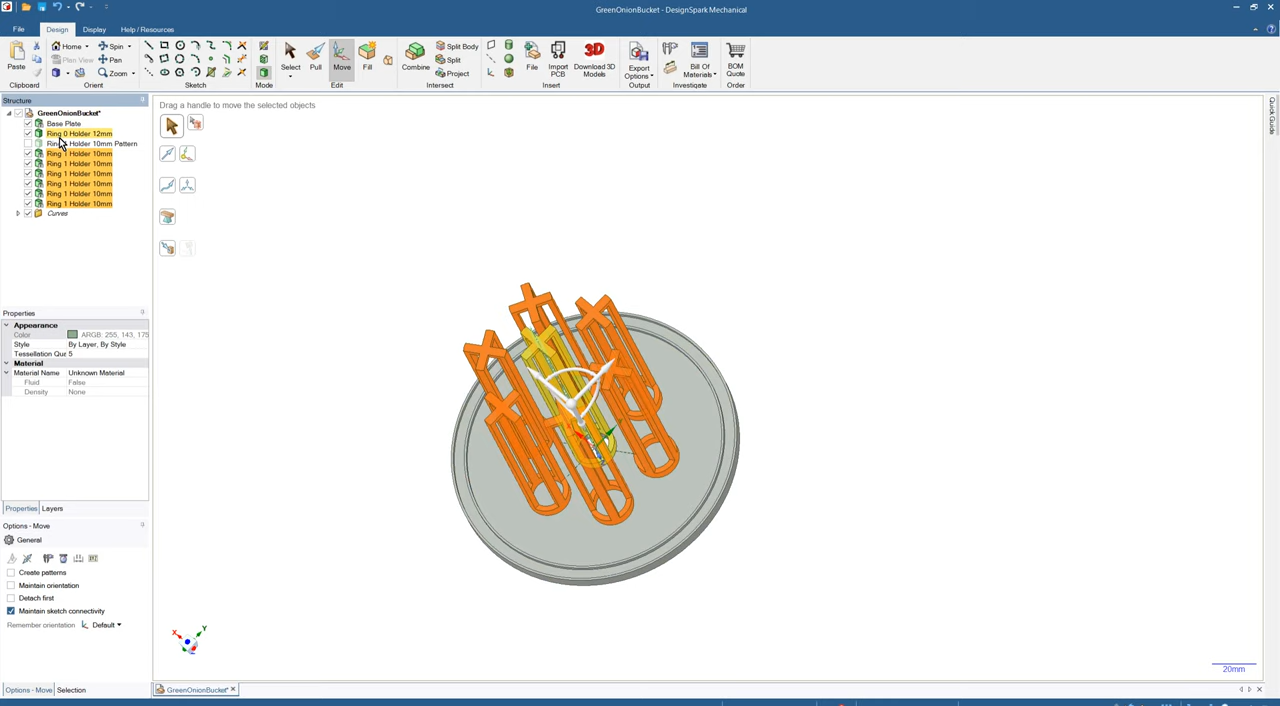 GreenOnionBucket - DesignSpark Mechanical
File
Design
Display
Help / Resources
Paste
Home
Plan View
Spin
Pan
Zoom
Select
Pull
Move
Fill
Combine
Split Body
Split
Project
File
Import PCB
Download 3D Models
Export Options
Bill Of Materials
BOM Quote
Clipboard
Orient
Sketch
Mode
Edit
Intersect
Insert
Output
Investigate
Order
Structure
GreenOnionBucket*
Base Plate
Ring 0 Holder 12mm
Holder 10mm Pattern
Ring 1 Holder 10mm
Ring 1 Holder 10mm
Ring 1 Holder 10mm
Ring 1 Holder 10mm
Ring 1 Holder 10mm
Ring 1 Holder 10mm
Curves
Drag a handle to move the selected objects
Quick Guide
Properties
Appearance
Color ARGB: 255, 143, 175
Style By Layer, By Style
Tessellation Qua 5
Material
Material Name Unknown Material
Fluid False
Density None
Properties
Layers
Options - Move
General
Create patterns
Maintain orientation
Detach first
Maintain sketch connectivity
Remember orientation
Default
X
Y
20mm
Options - Move
Selection
GreenOnionBucket*